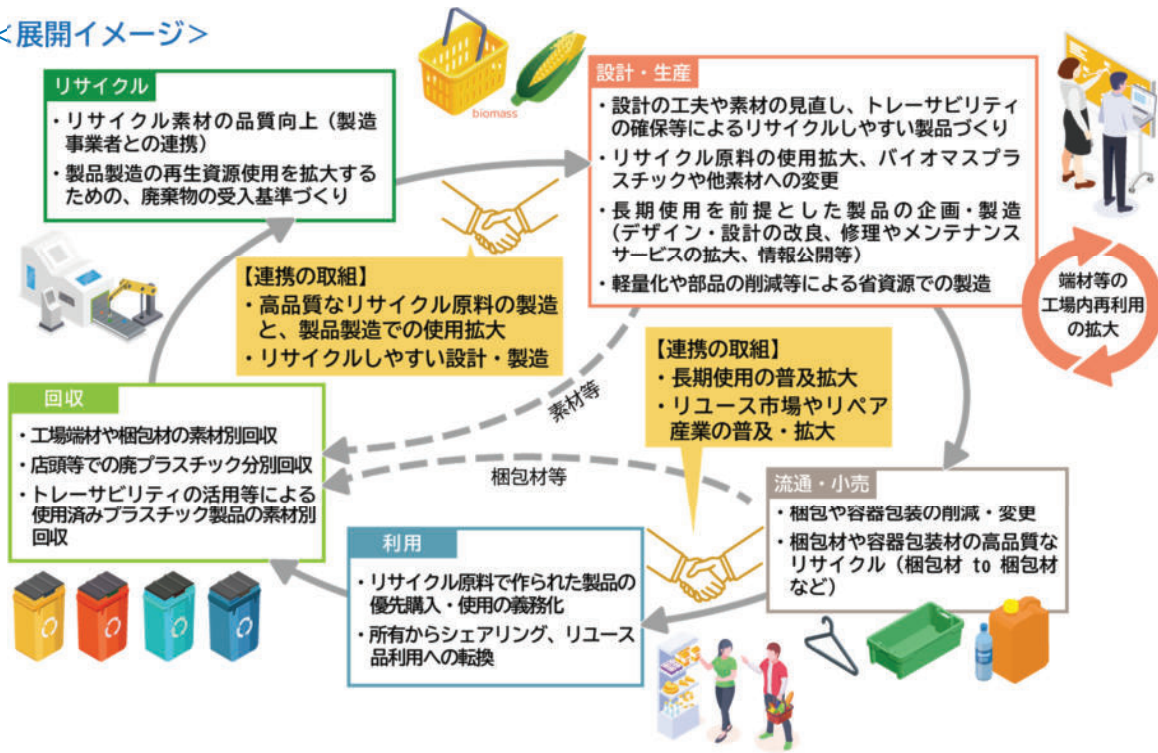 <展開イメージ>
リサイクル
・リサイクル素材の品質向上（製造
事業者との連携）
・製品製造の再生資源使用を拡大する
ための、廃棄物の受入基準づくり
biomass
設計・生産
・設計の工夫や素材の見直し、トレーサビリティ
の確保等によるリサイクルしやすい製品づくり
・リサイクル原料の使用拡大、バイオマスプラ
スチックや他素材への変更
・長期使用を前提とした製品の企画・製造
(デザイン・設計の改良、修理やメンテナンス
サービスの拡大、情報公開等）
・軽量化や部品の削減等による省資源での製造
端材等の
工場内再利用
の拡大
【連携の取組】
・高品質なリサイクル原料の製造
と、製品製造での使用拡大
・リサイクルしやすい設計・製造
【連携の取組】
・長期使用の普及拡大
・リユース市場やリペア
産業の普及・拡大
素材等
梱包材等
回収
・工場端材や梱包材の素材別回収
・店頭等での廃プラスチック分別回収
・トレーサビリティの活用等による
使用済みプラスチック製品の素材別
回収
流通・小売
・梱包や容器包装の削減・変更
・梱包材や容器包装材の高品質な
リサイクル（梱包材 to 梱包材
など）
利用
・リサイクル原料で作られた製品の
優先購入・使用の義務化
・所有からシェアリング、リユース
品利用への転換